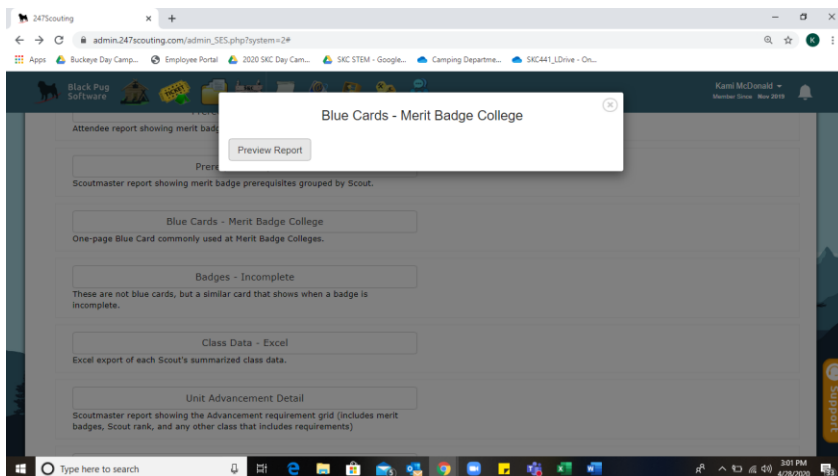 247Scouting
admin.247scouting.com/admin_SES.php?system=2#
Apps Buckeye Day Camp... Employee Portal 2020 SKC Day Cam... SKC STEM - Google... Camping Departme... SKC441_LDrive - On...
Black Pug
Software
Kami McDonald
Member Since Nov 2019
K
Blue Cards - Merit Badge College
Preview Report
Attendee report showing merit badg
Prere
Scoutmaster report showing merit badge prerequisites grouped by Scout.
Blue Cards - Merit Badge College
One-page Blue Card commonly used at Merit Badge Colleges.
Badges - Incomplete
These are not blue cards, but a similar card that shows when a badge is
incomplete.
Class Data - Excel
Excel export of each Scout's summarized class data.
Unit Advancement Detail
Scoutmaster report showing the Advancement requirement grid (includes merit
badges, Scout rank, and any other class that includes requirements)
Support
Type here to search
3:01 PM
4/28/2020